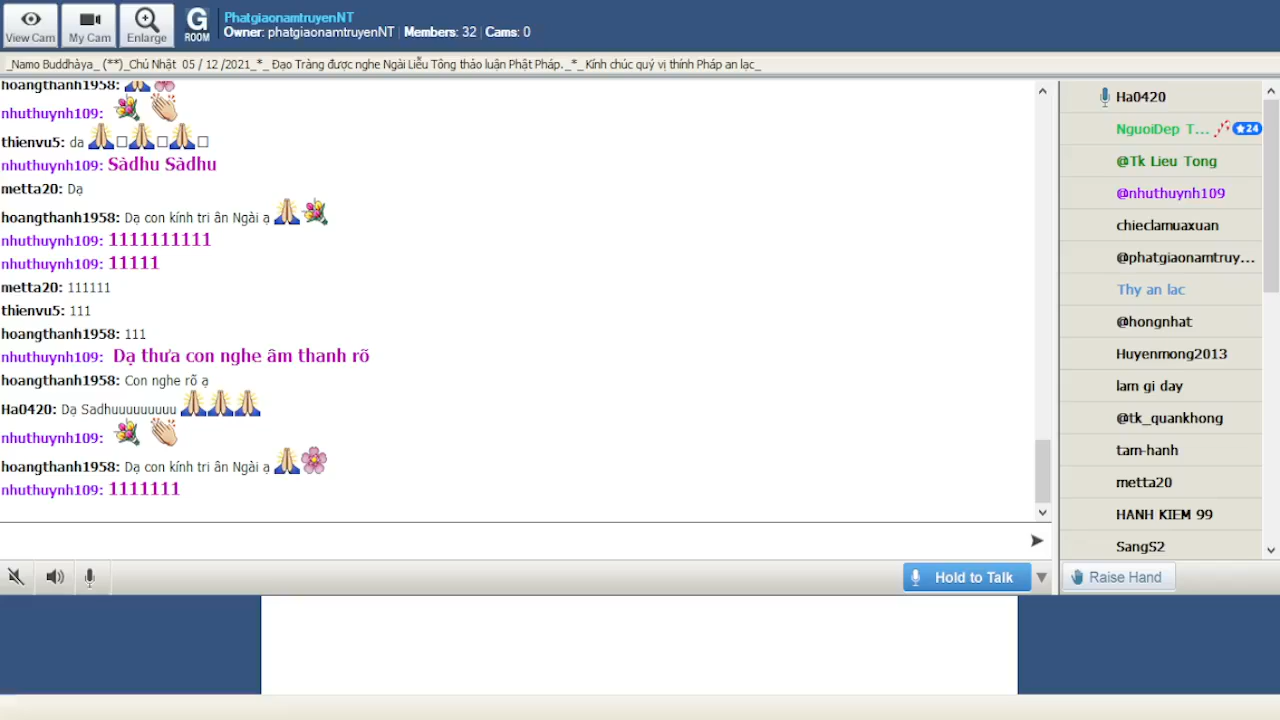 View Cam
My Cam
Enlarge
G
ROOM
PhatgiaonamtruyenNT
Owner: phatgiaonamtruyenNT | Members: 32 | Cams: 0
_Namo Buddhàya_ (**)_Chủ Nhật 05 / 12 /2021_*_ Đạo Tràng được nghe Ngài Liễu Tông thảo luận Phật Pháp._*_Kính chúc quý vị thính Pháp an lạc_
hoangthanh1958:
nhuthuynh109:
thienvu5: da
nhuthuynh109: Sàdhu Sàdhu
metta20: Dạ
hoangthanh1958: Dạ con kính tri ân Ngài ạ
nhuthuynh109: 1111111111
nhuthuynh109: 11111
metta20: 111111
thienvu5: 111
hoangthanh1958: 111
nhuthuynh109: Dạ thưa con nghe âm thanh rõ
hoangthanh1958: Con nghe rõ ạ
Ha0420: Dạ Sadhuuuuuuuuu
nhuthuynh109:
hoangthanh1958: Dạ con kính tri ân Ngài ạ
nhuthuynh109: 1111111
Hold to Talk
Ha0420
NguoiDep T... 24
@Tk Lieu Tong
@nhuthuynh109
chieclamuaxuan
@phatgiaonamtruy...
Thy an lac
@hongnhat
Huyenmong2013
lam gi day
@tk_quankhong
tam-hanh
metta20
HANH KIEM 99
SangS2
Raise Hand